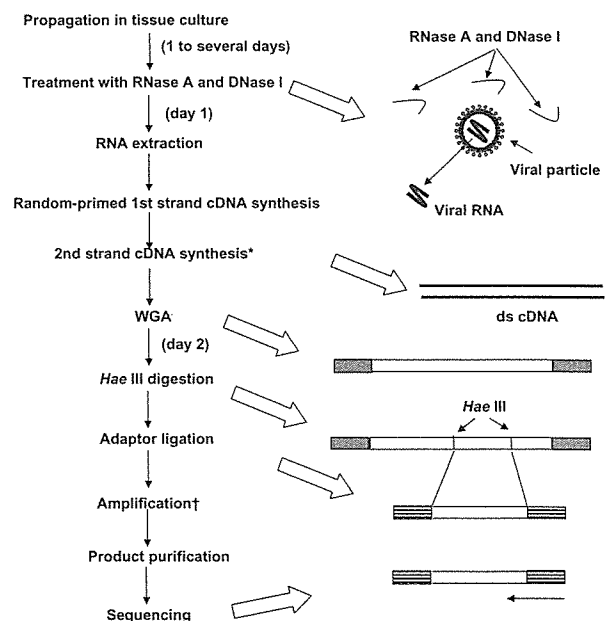 Propagation in tissue culture
(1 to several days)
Treatment with RNase A and DNase I
(day 1)
RNA extraction
Random-primed 1st strand cDNA synthesis
2nd strand cDNA synthesis*
WGA
(day 2)
Hae III digestion
Adaptor ligation
Amplification†
Product purification
Sequencing
RNase A and DNase I
Viral particle
Viral RNA
ds cDNA
Hae III